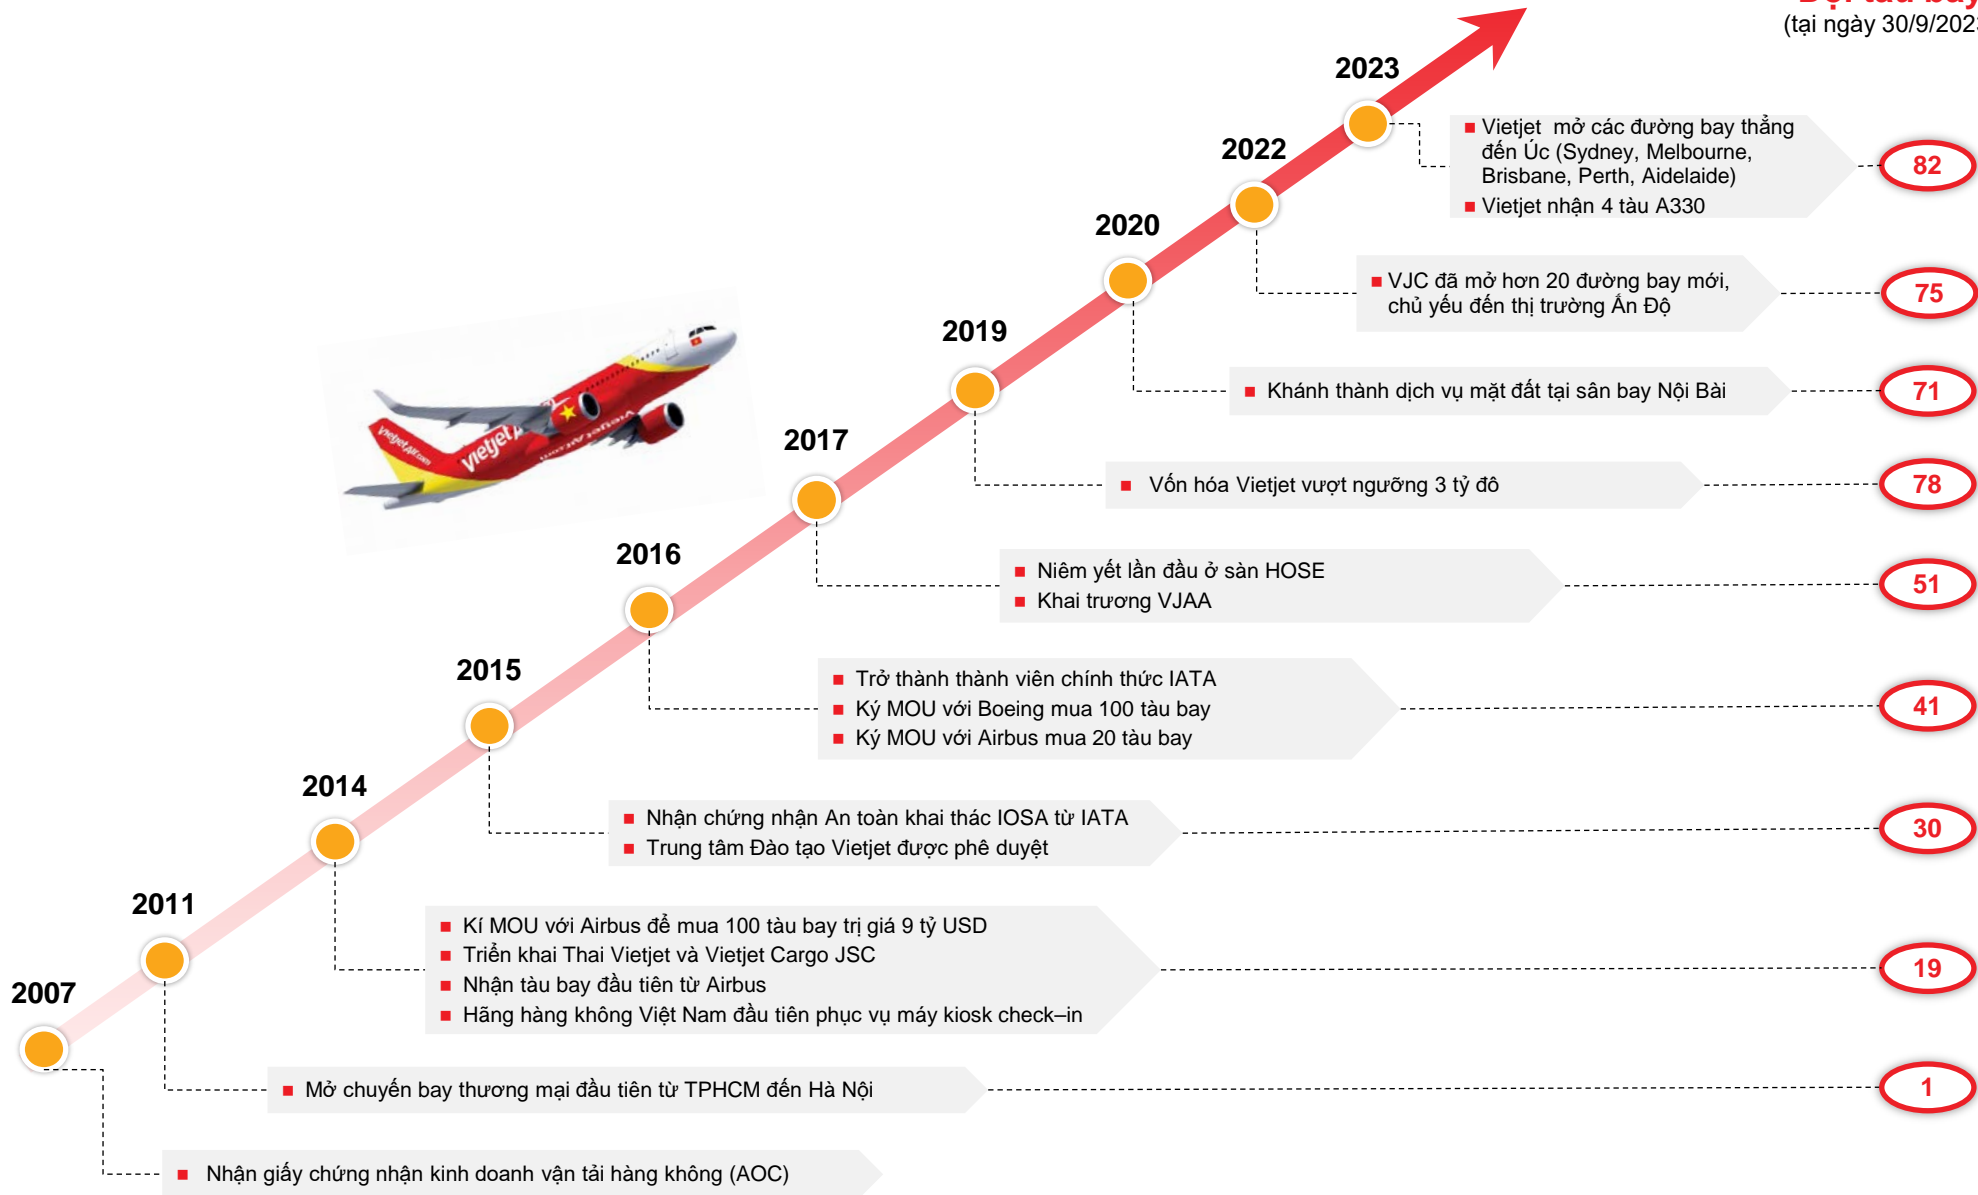 Đội tàu bay
(tại ngày 30/9/2023
2023
Vietjet mở các đường bay thẳng
đến Úc (Sydney, Melbourne,
Brisbane, Perth, Aidelaide)
Vietjet nhận 4 tàu A330
82
2022
VJC đã mở hơn 20 đường bay mới,
chủ yếu đến thị trường Ấn Độ
75
2020
Khánh thành dịch vụ mặt đất tại sân bay Nội Bài
71
2019
Vốn hóa Vietjet vượt ngưỡng 3 tỷ đô
78
2017
Niêm yết lần đầu ở sàn HOSE
Khai trương VJAA
51
2016
Trở thành thành viên chính thức IATA
Ký MOU với Boeing mua 100 tàu bay
Ký MOU với Airbus mua 20 tàu bay
41
2015
Nhận chứng nhận An toàn khai thác IOSA từ IATA
Trung tâm Đào tạo Vietjet được phê duyệt
30
2014
Kí MOU với Airbus để mua 100 tàu bay trị giá 9 tỷ USD
Triển khai Thai Vietjet và Vietjet Cargo JSC
Nhận tàu bay đầu tiên từ Airbus
Hãng hàng không Việt Nam đầu tiên phục vụ máy kiosk check–in
19
2011
Mở chuyến bay thương mại đầu tiên từ TPHCM đến Hà Nội
1
2007
Nhận giấy chứng nhận kinh doanh vận tải hàng không (AOC)
vietjetAir.com